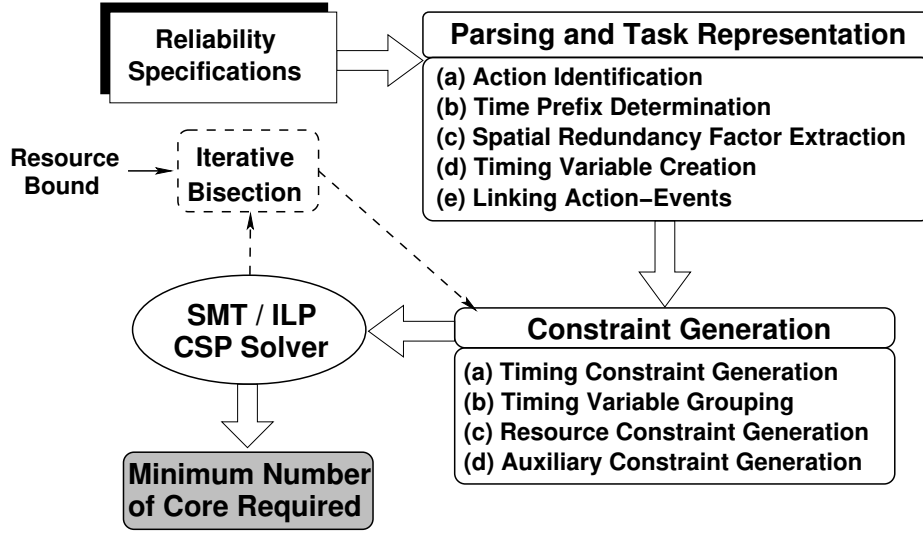 Reliability
Specifications
Parsing and Task Representation
(a) Action Identification
(b) Time Prefix Determination
(c) Spatial Redundancy Factor Extraction
(d) Timing Variable Creation
(e) Linking Action−Events
Resource
Bound
Iterative
Bisection
SMT / ILP
CSP Solver
Constraint Generation
(a) Timing Constraint Generation
(b) Timing Variable Grouping
(c) Resource Constraint Generation
(d) Auxiliary Constraint Generation
Minimum Number
of Core Required